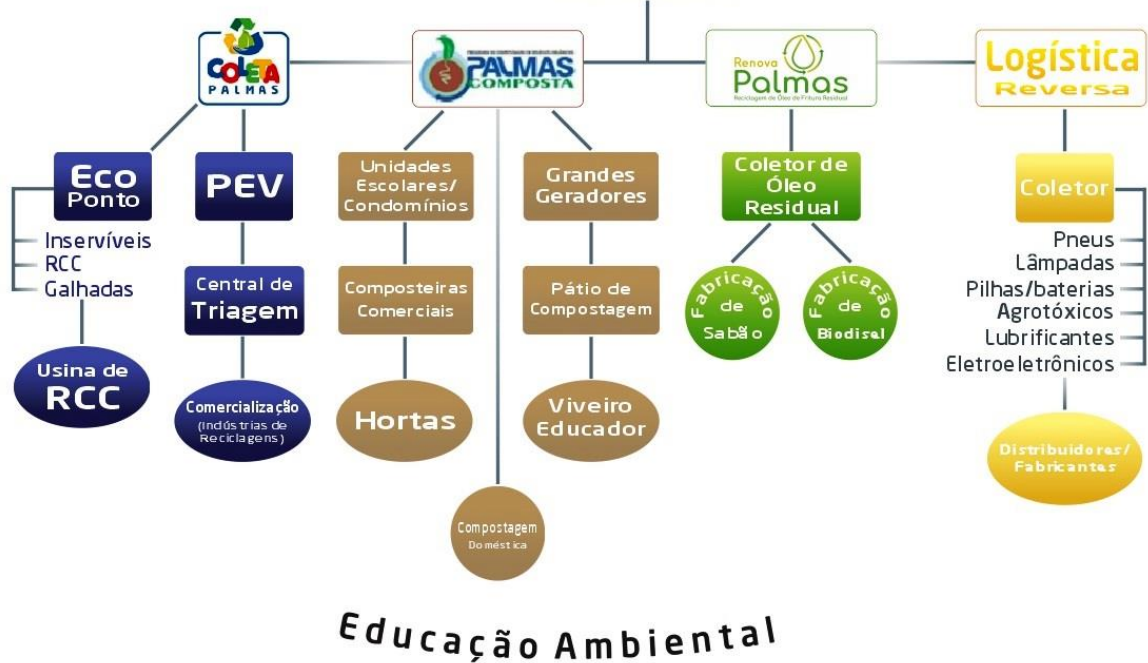 COLETA
PALMAS
PALMAS
COMPOSTA
Renova
Palmas
Reciclagem de Óleo de Fritura Residual
Logística
Reversa
Eco
Ponto
Inservíveis
RCC
Galhadas
Usina de
RCC
PEV
Central de
Triagem
Comercialização
(Indústrias de
Reciclagens)
Unidades
Escolares/
Condomínios
Composteiras
Comerciais
Hortas
Grandes
Geradores
Pátio de
Compostagem
Viveiro
Educador
Compostagem
Doméstica
Coletor de
Óleo
Residual
Fabricação
de
Sabão
Fabricação
de
Biodisel
Coletor
Pneus
Lâmpadas
Pilhas/baterias
Agrotóxicos
Lubrificantes
Eletroeletrônicos
Distribuidores/
Fabricantes
Educação Ambiental